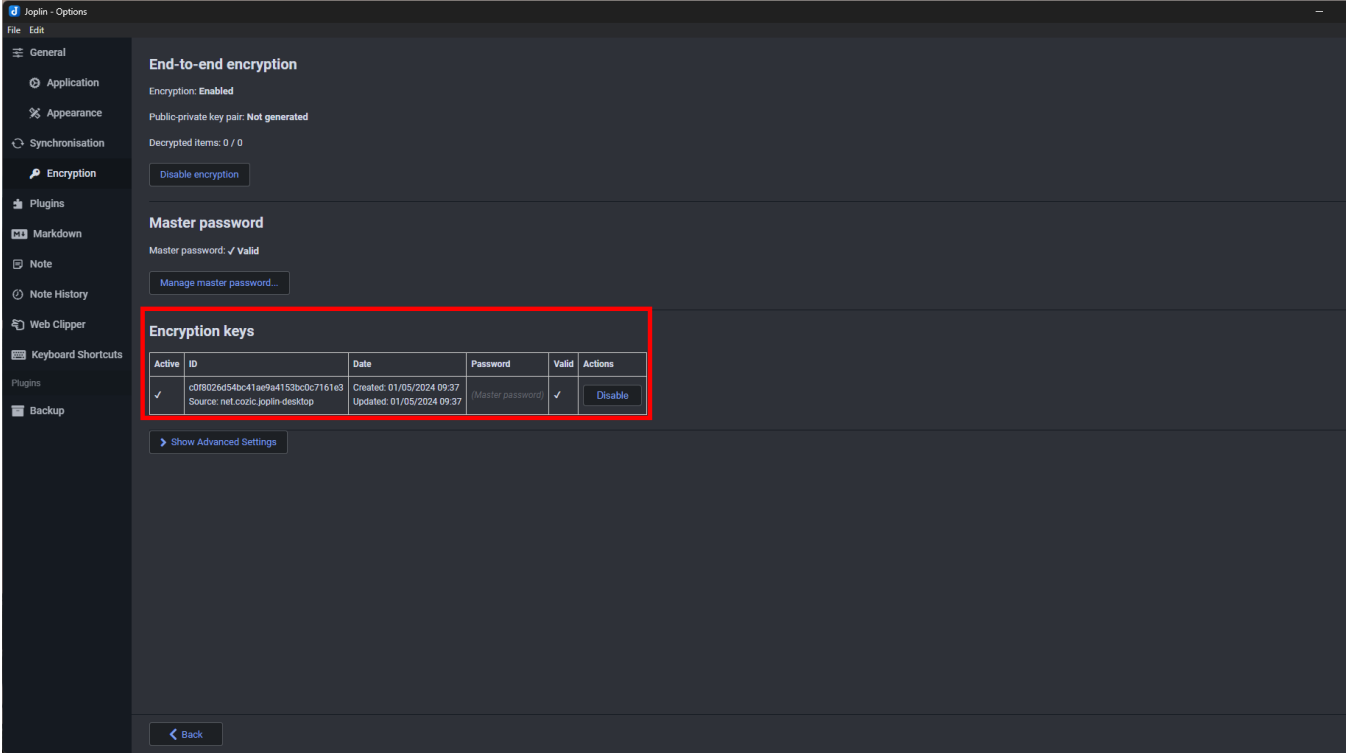 Joplin - Options
File Edit
General
Application
Appearance
Synchronisation
Encryption
Plugins
Markdown
Note
Note History
Web Clipper
Keyboard Shortcuts
Plugins
Backup
End-to-end encryption
Encryption: Enabled
Public-private key pair: Not generated
Decrypted items: 0 / 0
Disable encryption
Master password
Master password: ✓ Valid
Manage master password...
Encryption keys
Active ID Date Password Valid Actions
✓ c0f8026d54bc41ae9a4153bc0c7161e3 Created: 01/05/2024 09:37 (Master password) ✓ Disable
Source: net.cozic.joplin-desktop Updated: 01/05/2024 09:37
Show Advanced Settings
Back